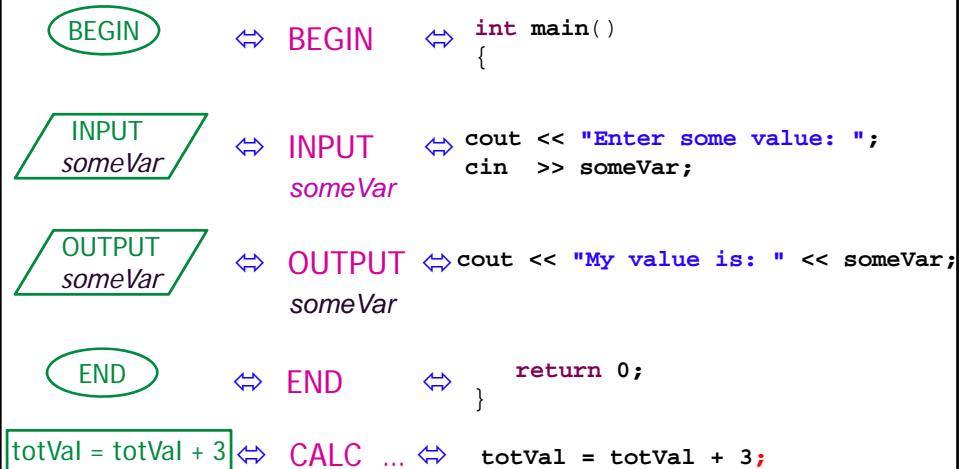 BEGIN ⇔ BEGIN ⇔ int main()
{
INPUT ⇔ INPUT ⇔ cout << "Enter some value: ";
someVar someVar cin >> someVar;
OUTPUT ⇔ OUTPUT ⇔ cout << "My value is: " << someVar;
someVar someVar
END ⇔ END ⇔ return 0;
}
totVal = totVal + 3 ⇔ CALC ... ⇔ totVal = totVal + 3;